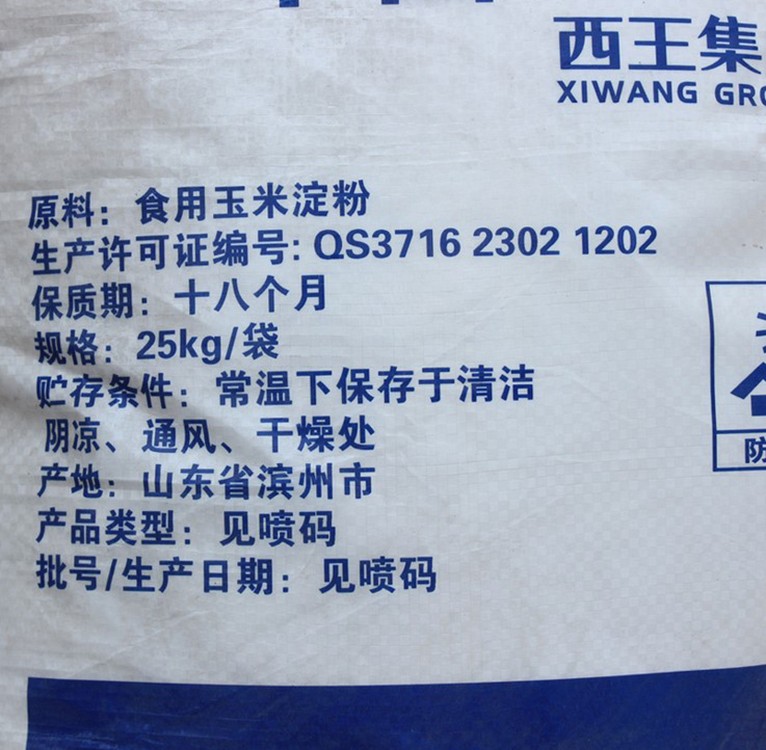 西王集
XIWANG GRO
原料：食用玉米淀粉
生产许可证编号: QS3716 2302 1202
保质期：十八个月
规格：25kg/袋
贮存条件：常温下保存于清洁
阴凉、通风、干燥处
产地：山东省滨州市
产品类型：见喷码
批号/生产日期：见喷码
防